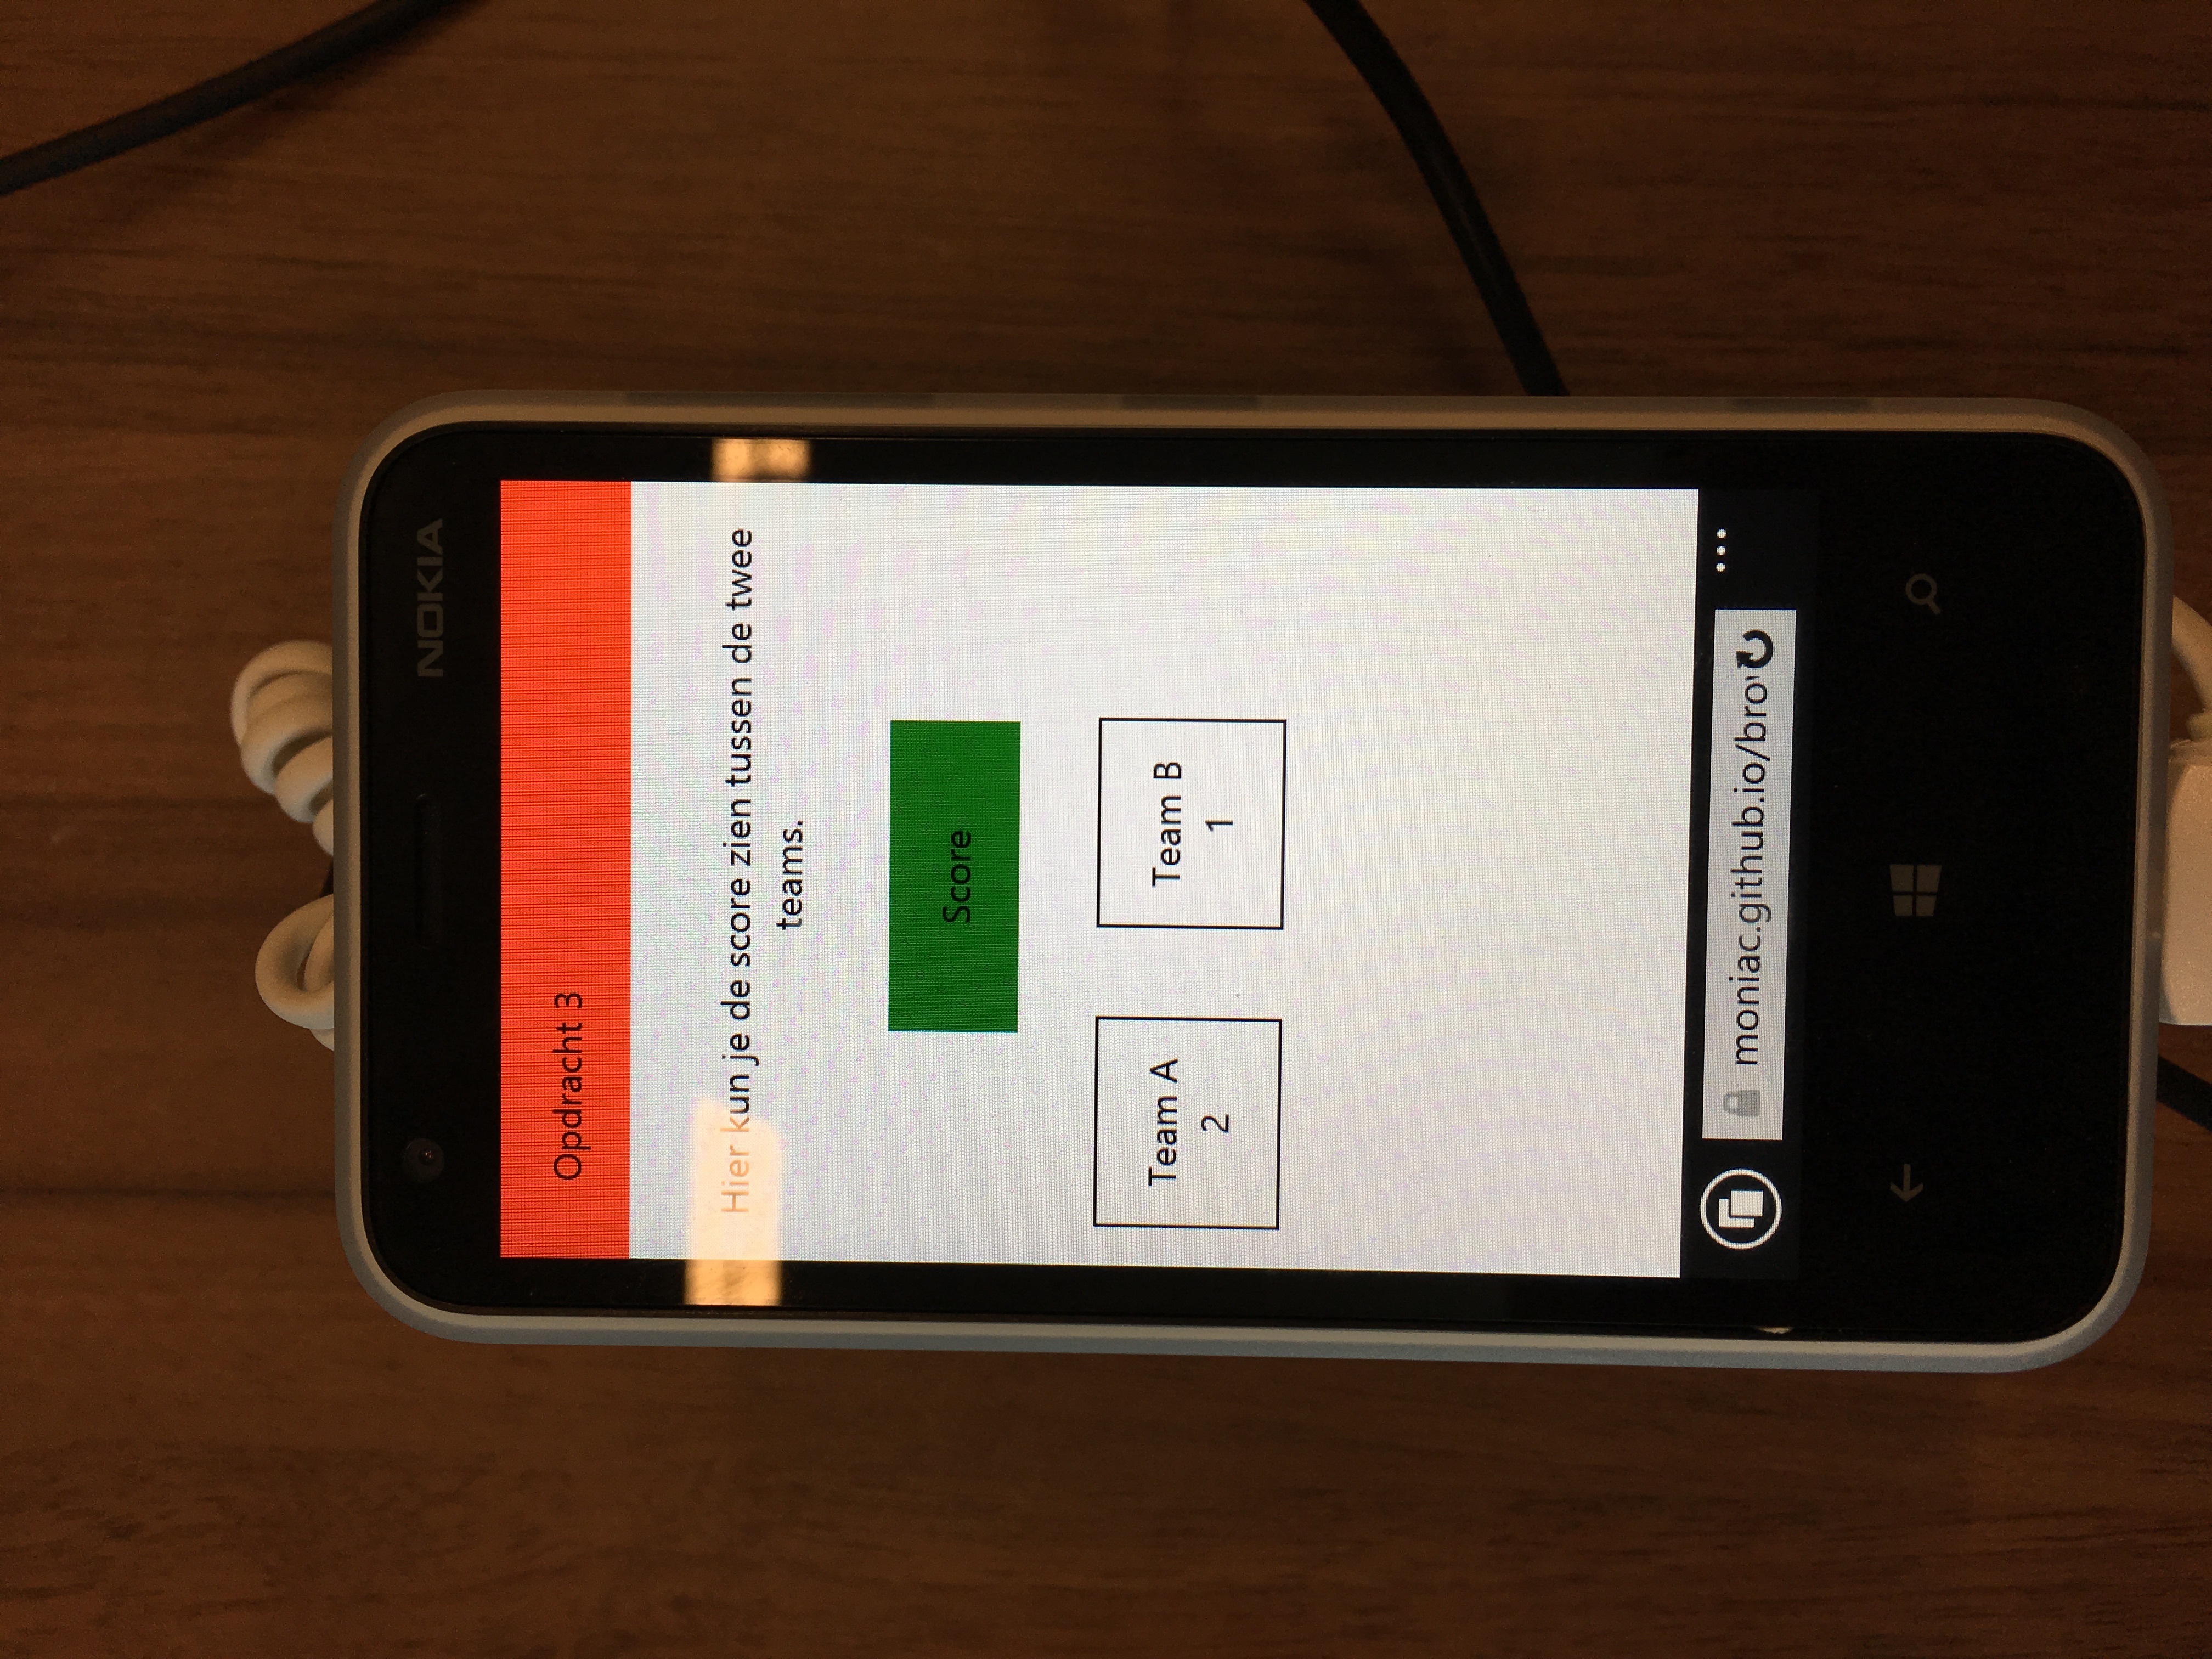 NOKIA
Opdracht 3
Hier kun je de score zien tussen de twee
teams.
Score
Team A
2
Team B
1
moniac.github.io/bro